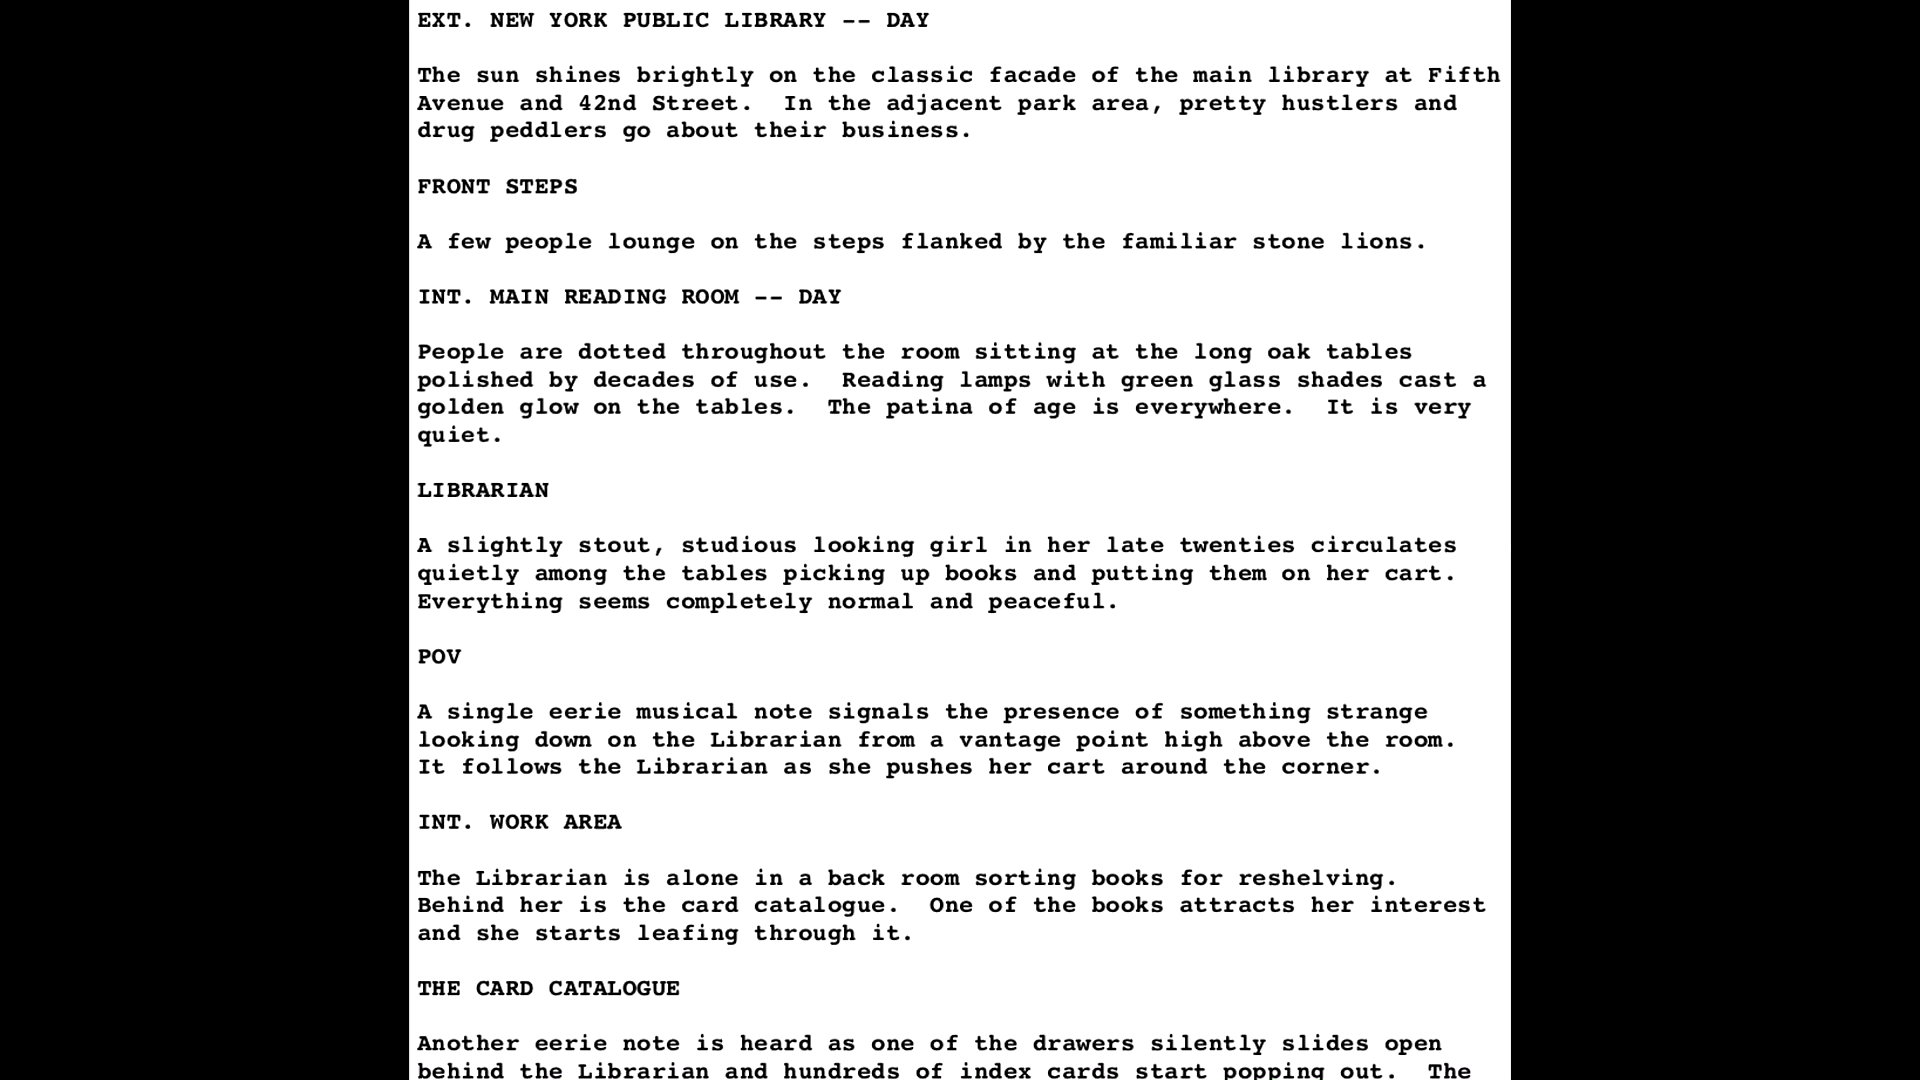 EXT. NEW YORK PUBLIC LIBRARY -- DAY
The sun shines brightly on the classic facade of the main library at Fifth
Avenue and 42nd Street.  In the adjacent park area, pretty hustlers and
drug peddlers go about their business.
FRONT STEPS
A few people lounge on the steps flanked by the familiar stone lions.
INT. MAIN READING ROOM -- DAY
People are dotted throughout the room sitting at the long oak tables
polished by decades of use.  Reading lamps with green glass shades cast a
golden glow on the tables.  The patina of age is everywhere.  It is very
quiet.
LIBRARIAN
A slightly stout, studious looking girl in her late twenties circulates
quietly among the tables picking up books and putting them on her cart.
Everything seems completely normal and peaceful.
POV
A single eerie musical note signals the presence of something strange
looking down on the Librarian from a vantage point high above the room.
It follows the Librarian as she pushes her cart around the corner.
INT. WORK AREA
The Librarian is alone in a back room sorting books for reshelving.
Behind her is the card catalogue.  One of the books attracts her interest
and she starts leafing through it.
THE CARD CATALOGUE
Another eerie note is heard as one of the drawers silently slides open
behind the Librarian and hundreds of index cards start popping out.  The